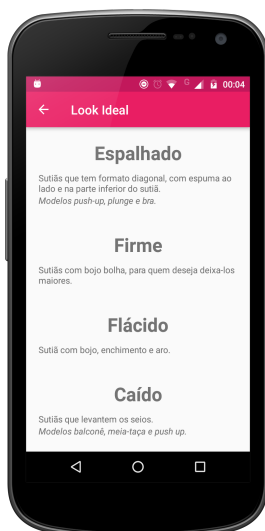 G
00:04
Look Ideal
Espalhado
Sutiãs que tem formato diagonal, com espuma ao
lado e na parte inferior do sutiã.
Modelos push-up, plunge e bra.
Firme
Sutiãs com bojo bolha, para quem deseja deixa-los
maiores.
Flácido
Sutiã com bojo, enchimento e aro.
Caído
Sutiãs que levantem os seios.
Modelos balconê, meia-taça e push up.